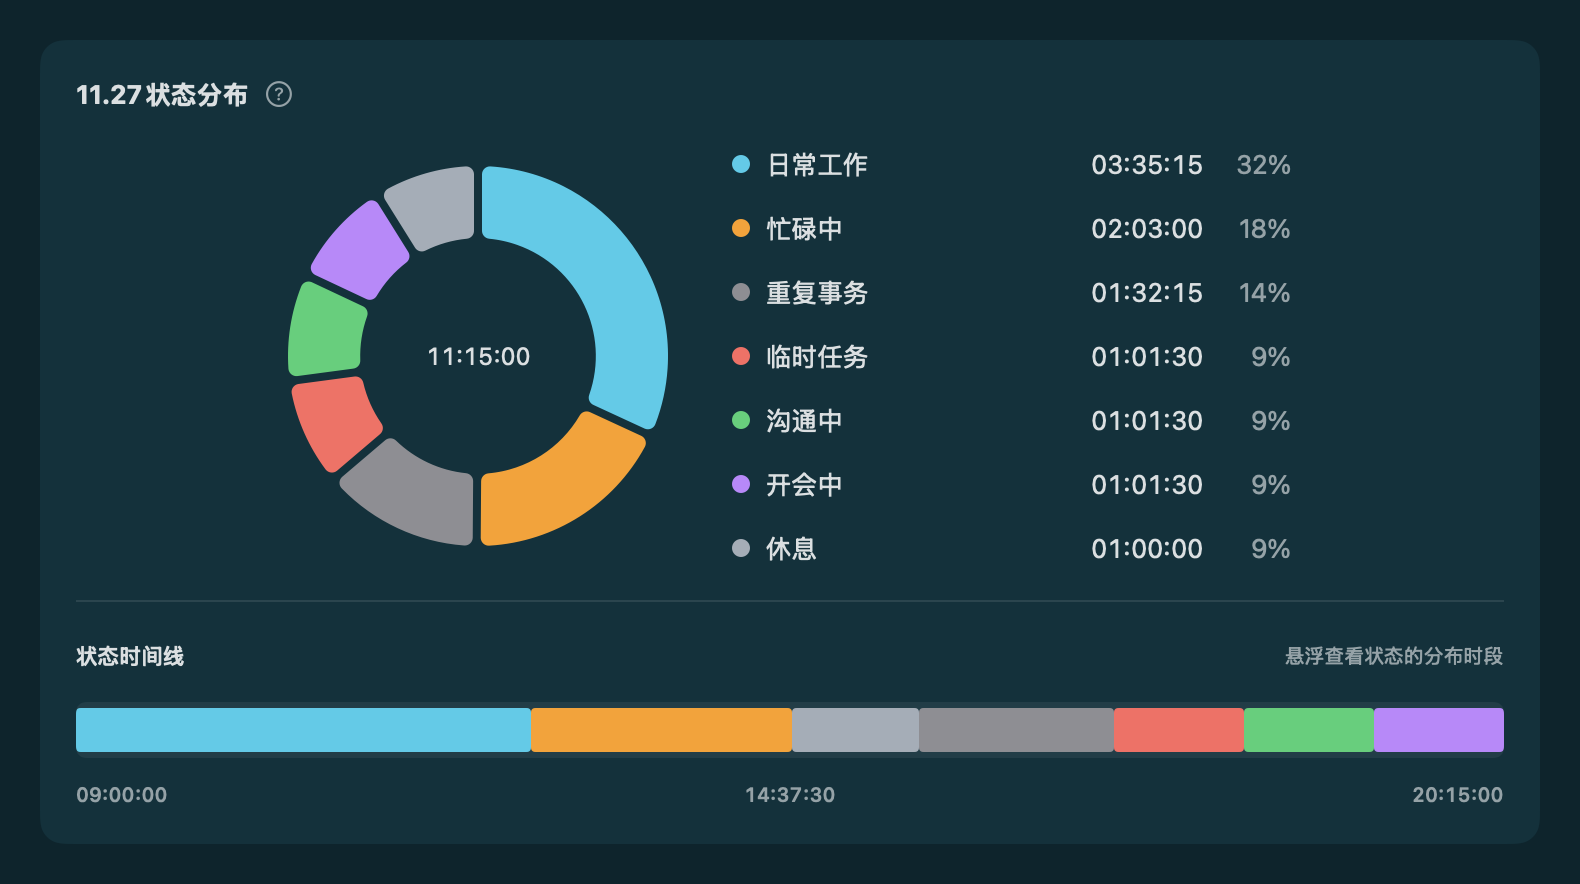 11.27状态分布 ?
日常工作 03:35:15 32%
忙碌中 02:03:00 18%
重复事务 01:32:15 14%
临时任务 01:01:30 9%
11:15:00
沟通中 01:01:30 9%
开会中 01:01:30 9%
休息 01:00:00 9%
状态时间线 悬浮查看状态的分布时段
09:00:00 14:37:30 20:15:00